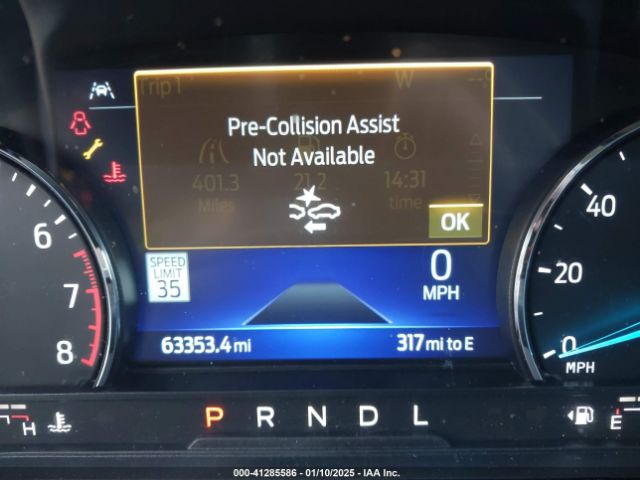 Trip 1
W
Pre-Collision Assist
Not Available
401.3
21.2
14:31
Miles
time
OK
SPEED
LIMIT
35
0
MPH
63353.4 mi
317 mi to E
6
7
8
40
20
0
MPH
H
P R N D L
E
000-41285586 - 01/10/2025 - IAA Inc.